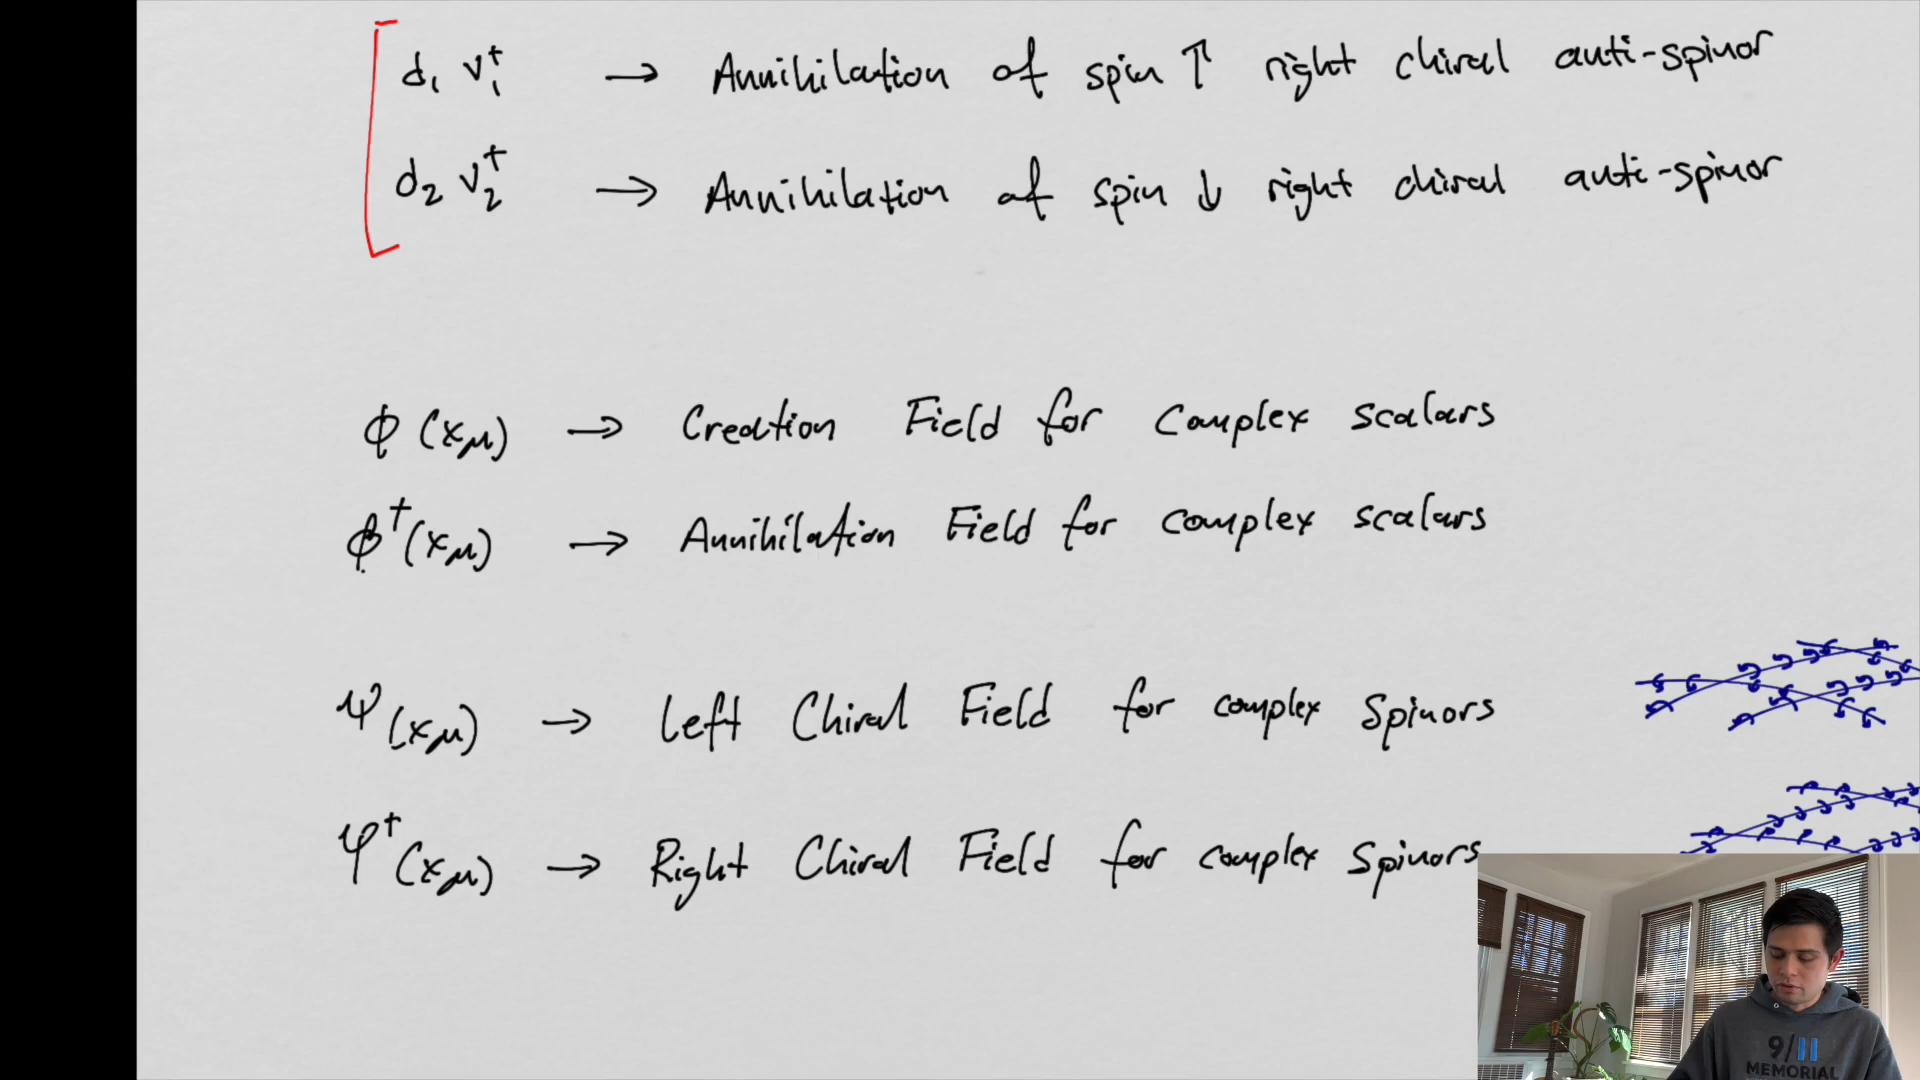 d₁ v₁† → Annihilation of spin ↑ right chiral anti-spinor
d₂ v₂† → Annihilation of spin ↓ right chiral anti-spinor
ϕ (xμ) → Creation Field for Complex scalars
ϕ†(xμ) → Annihilation Field for complex scalars
ψ(xμ) → Left Chiral Field for complex Spinors
ψ†(xμ) → Right Chiral Field for complex Spinors
9/11
MEMORIAL